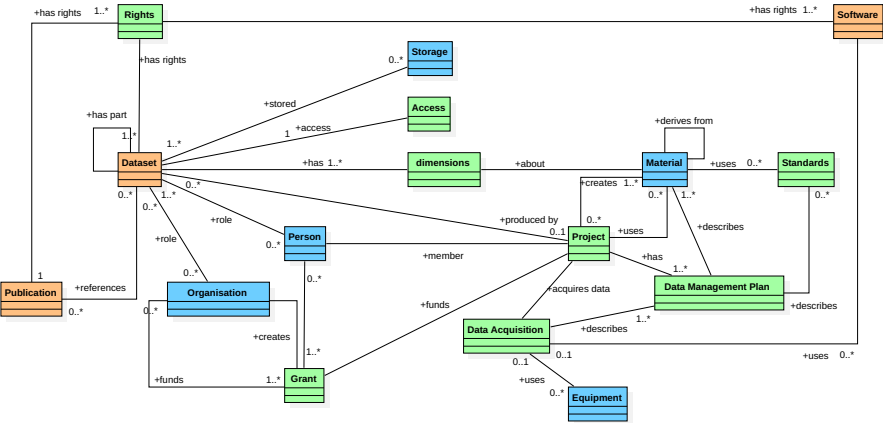 +has rights 1..*
Rights
+has rights 1..*
Software
+has rights
Storage
0..*
+stored
Access
+has part
1..*
1..*
1 +access
Dataset
+has 1..*
dimensions
+about
+derives from
Material
+uses 0..*
Standards
0..*
+creates 1..*
0..* 1..*
0..*
0..* 1..*
0..*
+role
+produced by
0..*
0..1
+uses
+describes
Person
0..*
Project
+role
+member
+has
1..*
0..*
0..*
1
+references
Publication
0..*
Organisation
0..*
Data Management Plan
+acquires data
+funds
+describes
1..*
+describes
Data Acquisition
+creates
1..*
0..1
0..1
+uses 0..*
+funds
1..*
Grant
+uses
0..*
Equipment